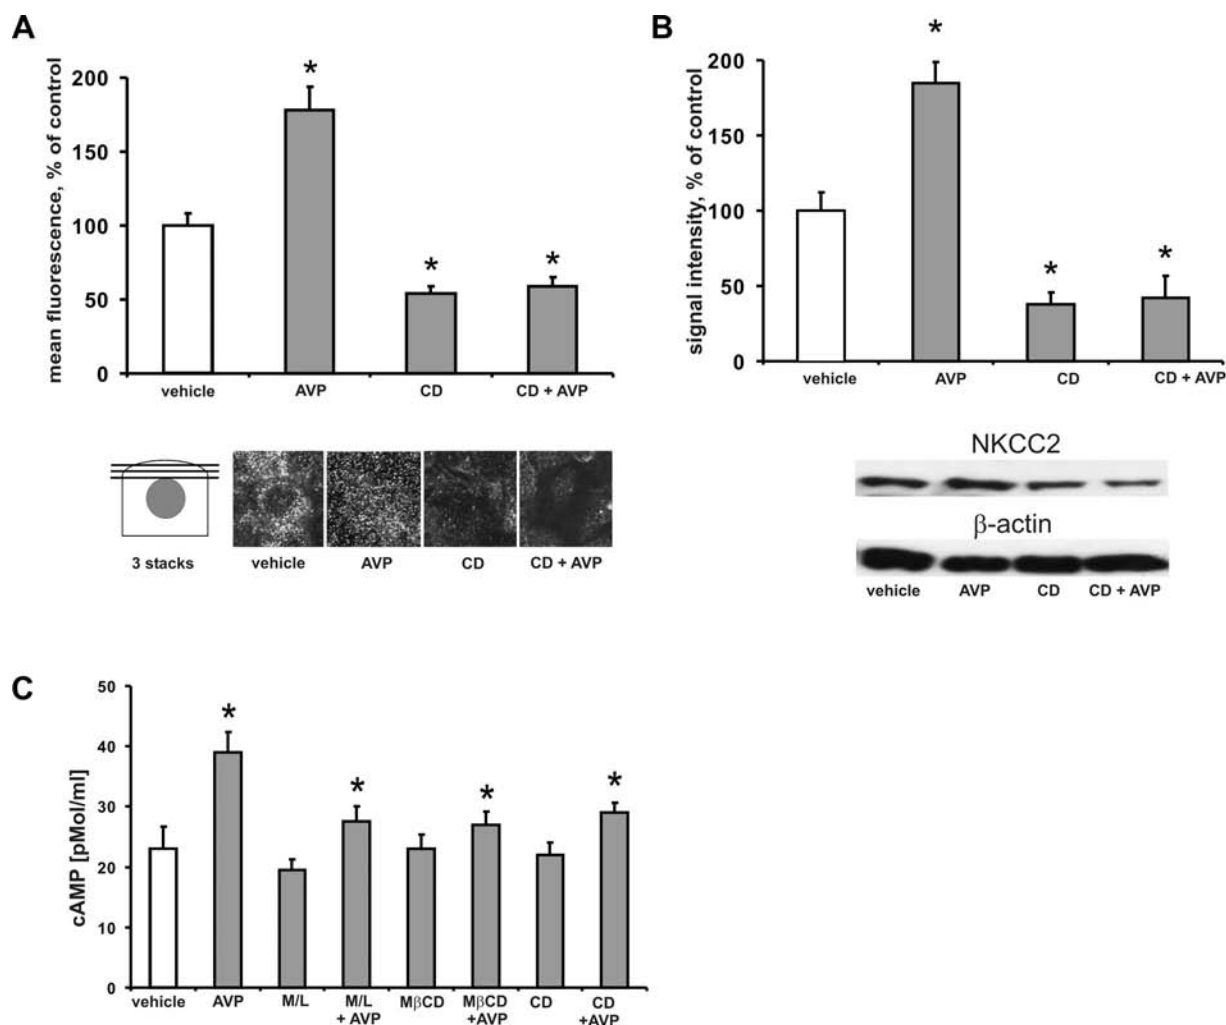 A
mean fluorescence, % of control
200
*
150
100
50
*
*
0
vehicle AVP CD CD + AVP
3 stacks vehicle AVP CD CD + AVP
B
signal intensity, % of control
200
*
150
100
50
*
*
0
vehicle AVP CD CD + AVP
NKCC2
β-actin
vehicle AVP CD CD + AVP
C
cAMP [pMol/ml]
50
*
40
30
*
*
*
20
10
0
vehicle AVP M/L M/L MβCD MβCD CD CD
+ AVP +AVP +AVP